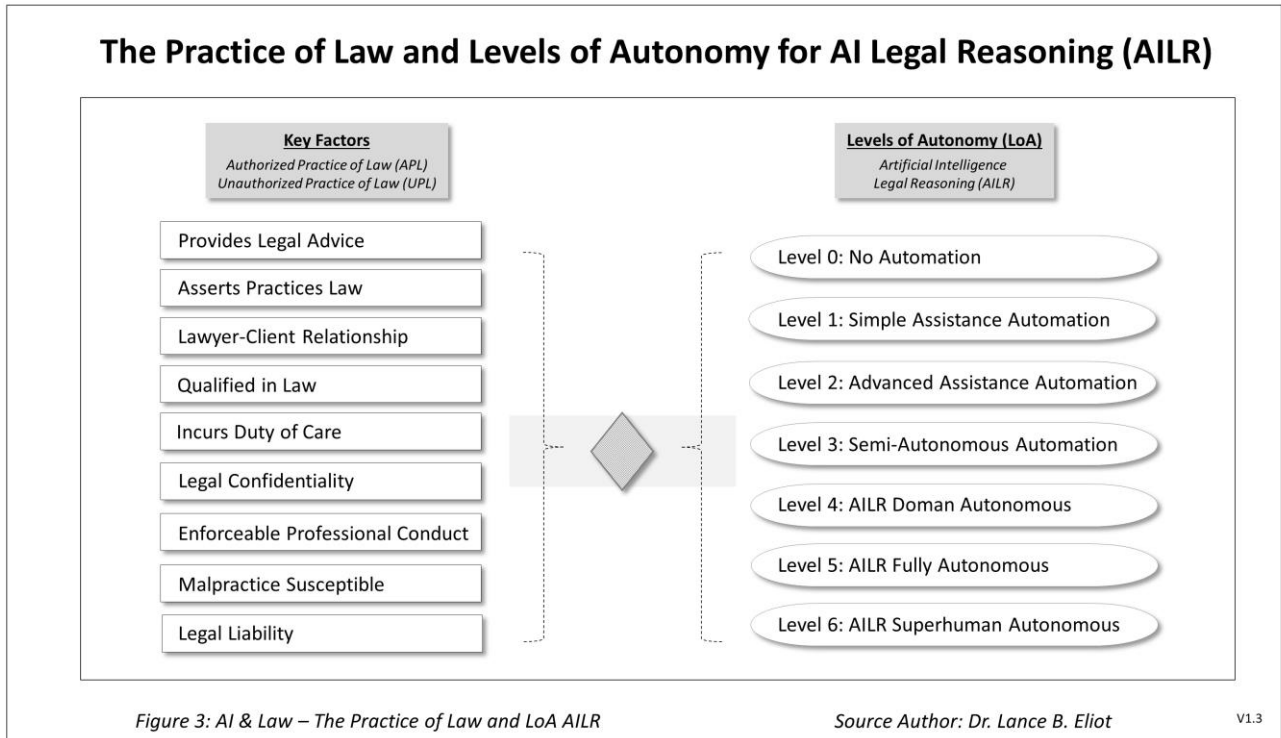 The Practice of Law and Levels of Autonomy for AI Legal Reasoning (AILR)
Key Factors
Authorized Practice of Law (APL)
Unauthorized Practice of Law (UPL)
Provides Legal Advice
Asserts Practices Law
Lawyer-Client Relationship
Qualified in Law
Incurs Duty of Care
Legal Confidentiality
Enforceable Professional Conduct
Malpractice Susceptible
Legal Liability
Levels of Autonomy (LoA)
Artificial Intelligence
Legal Reasoning (AILR)
Level 0: No Automation
Level 1: Simple Assistance Automation
Level 2: Advanced Assistance Automation
Level 3: Semi-Autonomous Automation
Level 4: AILR Doman Autonomous
Level 5: AILR Fully Autonomous
Level 6: AILR Superhuman Autonomous
Figure 3: AI & Law – The Practice of Law and LoA AILR
Source Author: Dr. Lance B. Eliot
V1.3